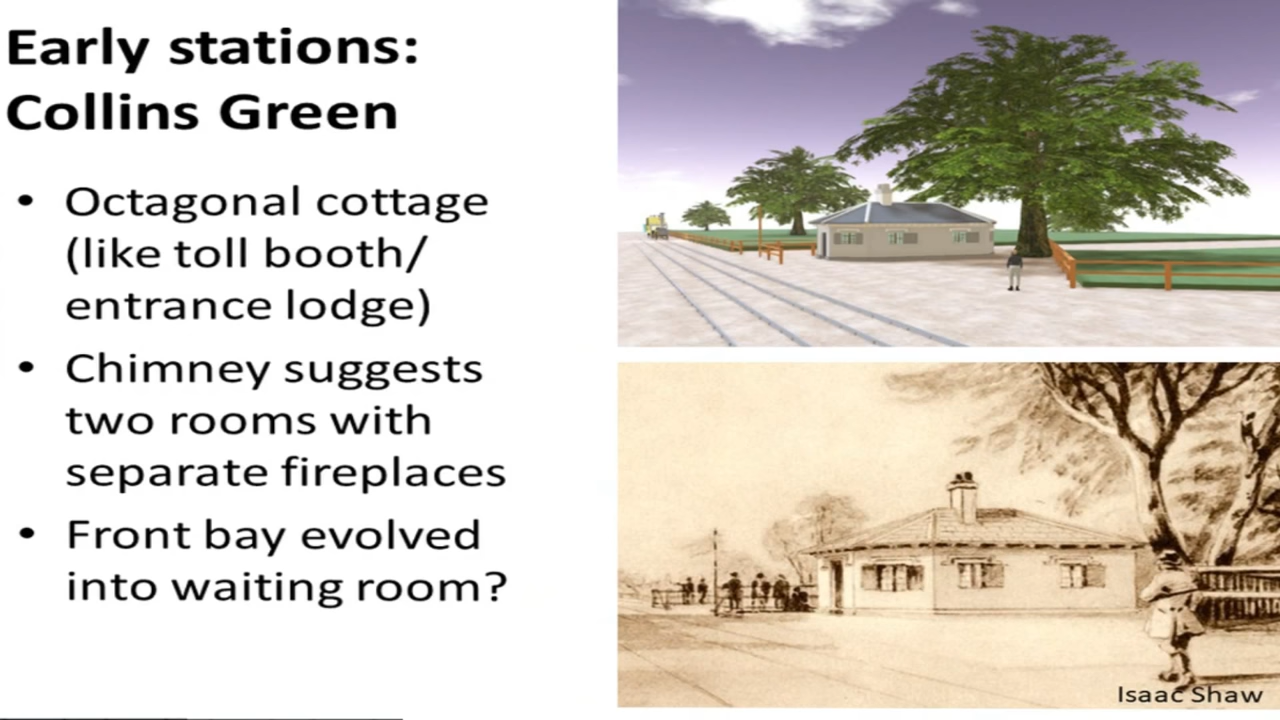 Early stations:
Collins Green
• Octagonal cottage
(like toll booth/
entrance lodge)
• Chimney suggests
two rooms with
separate fireplaces
• Front bay evolved
into waiting room?
Isaac Shaw